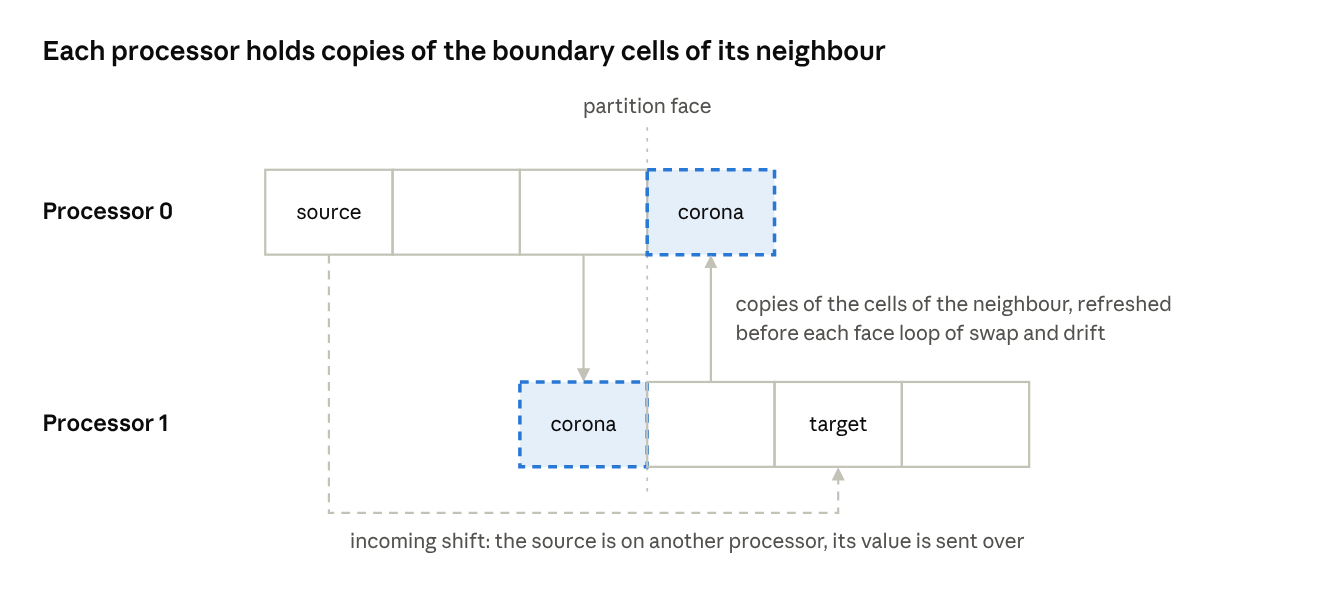 Each processor holds copies of the boundary cells of its neighbour
partition face
Processor 0
source
corona
copies of the cells of the neighbour, refreshed
before each face loop of swap and drift
Processor 1
corona
target
incoming shift: the source is on another processor, its value is sent over